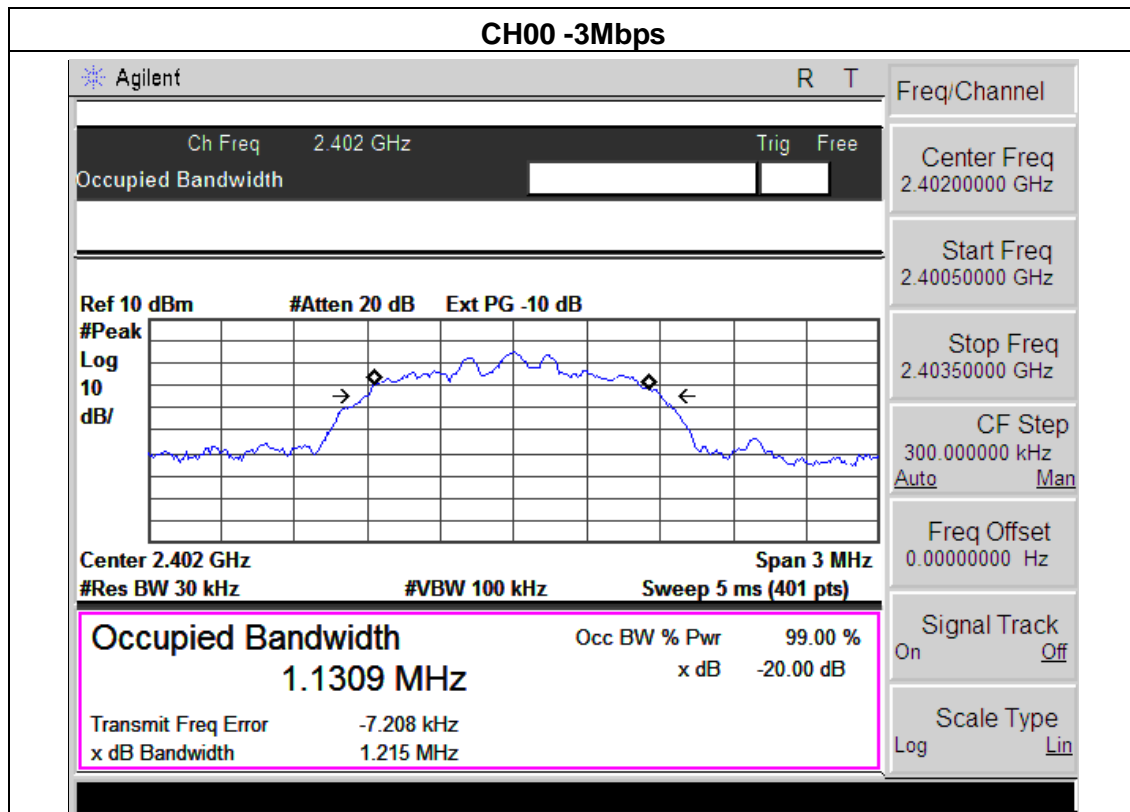 CH00 -3Mbps
Agilent R T
Ch Freq 2.402 GHz Trig Free
Occupied Bandwidth
Ref 10 dBm #Atten 20 dB Ext PG -10 dB
#Peak
Log
10
dB/
Center 2.402 GHz Span 3 MHz
#Res BW 30 kHz #VBW 100 kHz Sweep 5 ms (401 pts)
Occupied Bandwidth Occ BW % Pwr 99.00 %
1.1309 MHz x dB -20.00 dB
Transmit Freq Error -7.208 kHz
x dB Bandwidth 1.215 MHz
Freq/Channel
Center Freq
2.40200000 GHz
Start Freq
2.40050000 GHz
Stop Freq
2.40350000 GHz
CF Step
300.000000 kHz
Auto Man
Freq Offset
0.00000000 Hz
Signal Track
On Off
Scale Type
Log Lin